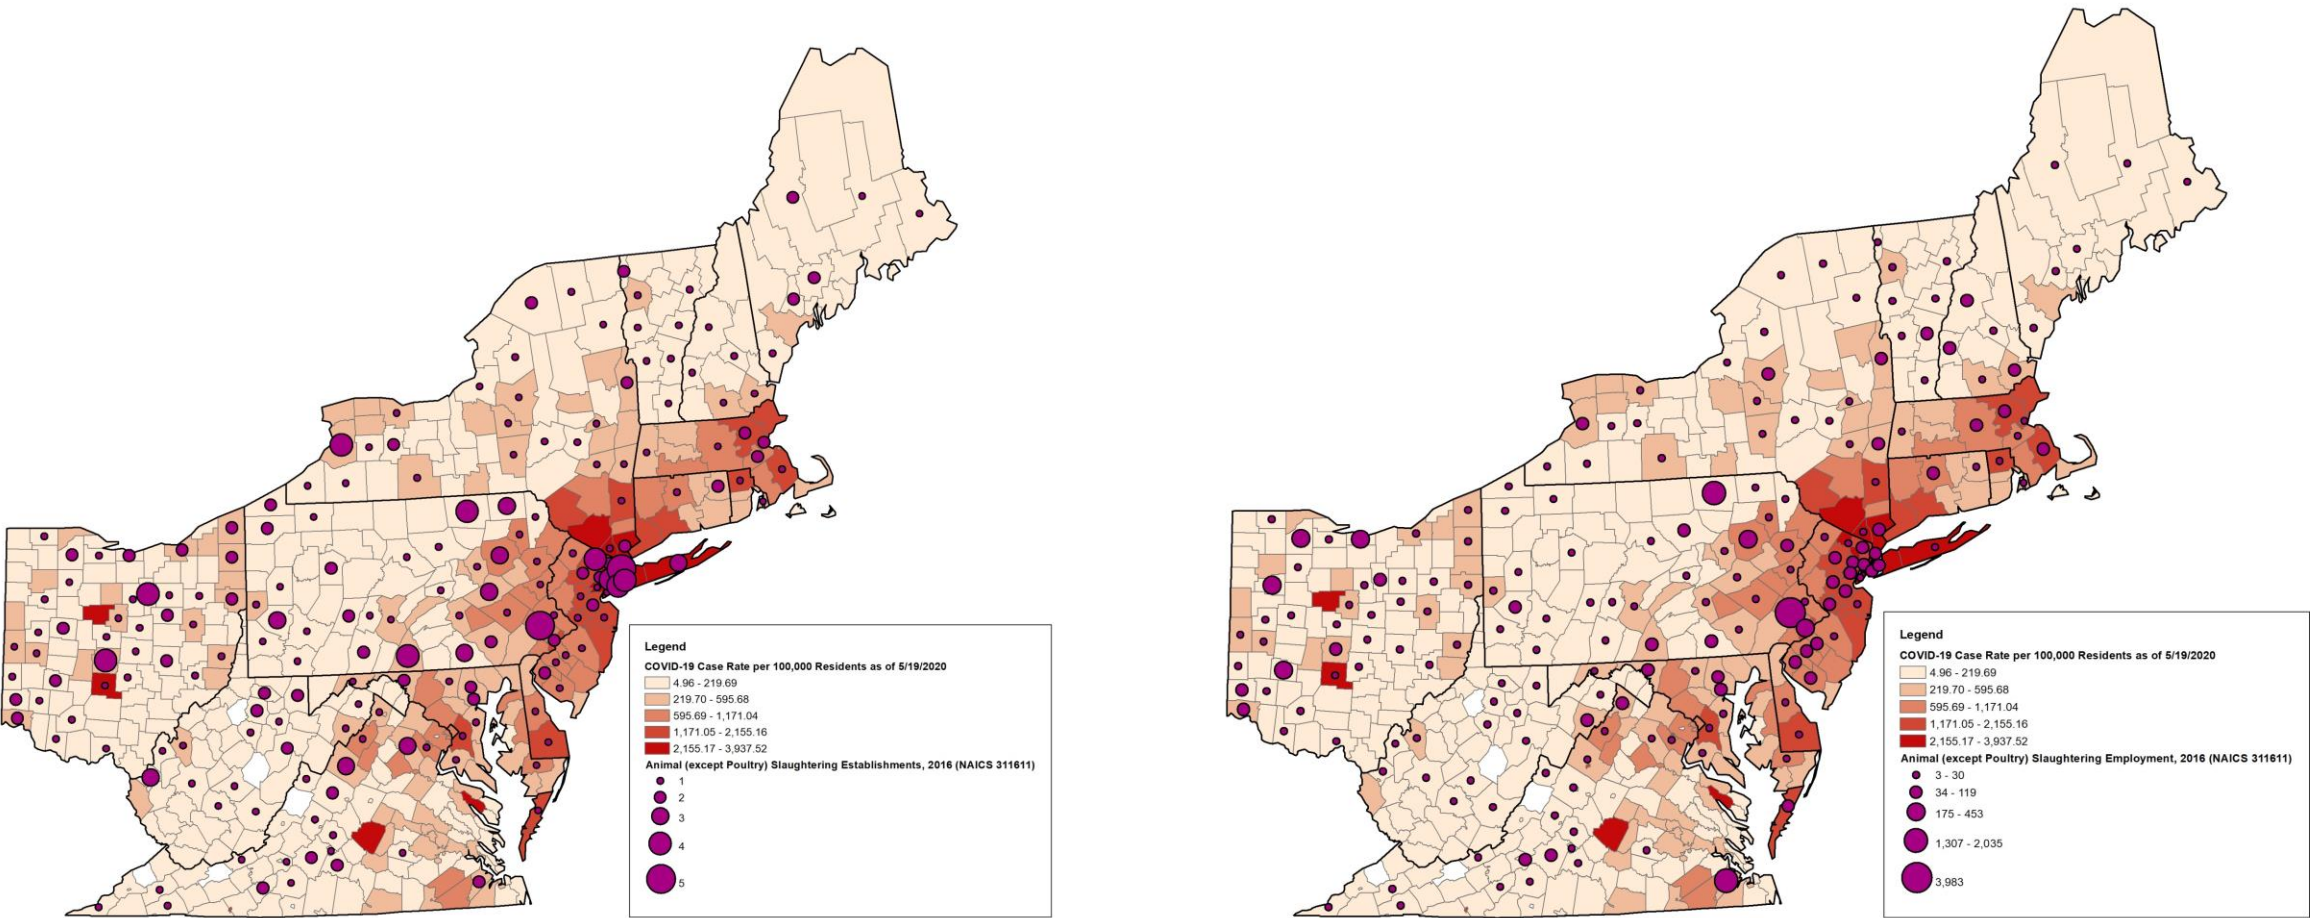 Legend
COVID-19 Case Rate per 100,000 Residents as of 5/19/2020
4.96 - 219.69
219.70 - 595.68
595.69 - 1,171.04
1,171.05 - 2,155.16
2,155.17 - 3,937.52
Animal (except Poultry) Slaughtering Establishments, 2016 (NAICS 311611)
1
2
3
4
5
Legend
COVID-19 Case Rate per 100,000 Residents as of 5/19/2020
4.96 - 219.69
219.70 - 595.68
595.69 - 1,171.04
1,171.05 - 2,155.16
2,155.17 - 3,937.52
Animal (except Poultry) Slaughtering Employment, 2016 (NAICS 311611)
3 - 30
34 - 119
175 - 453
1,307 - 2,035
3,983